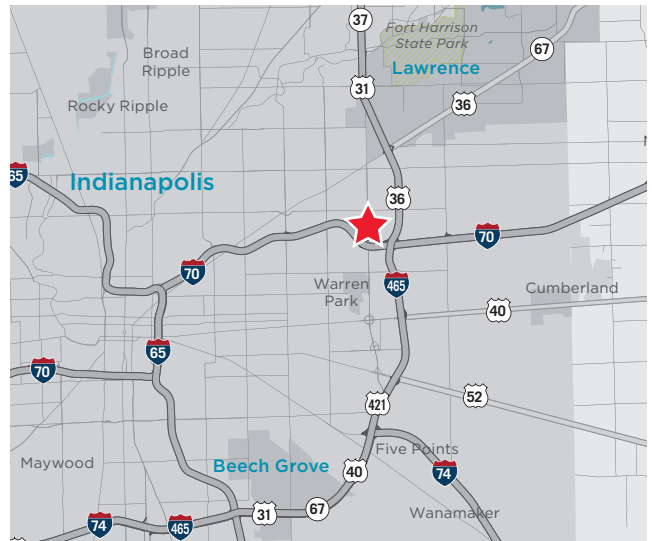 37
Fort Harrison
State Park
67
Broad
Ripple
Lawrence
31
36
Rocky Ripple
65
Indianapolis
36
70
70
Warren
Park
465
Cumberland
40
65
70
52
421
Maywood
Beech Grove
Five Points
40
74
Wanamaker
31
67
74
465